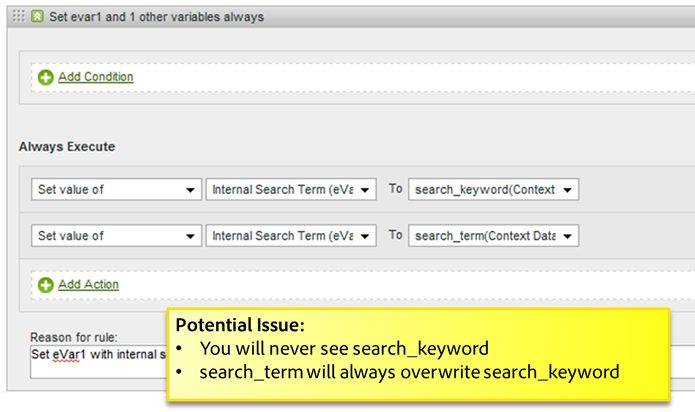 Set evar1 and 1 other variables always
Add Condition
Always Execute
Set value of Internal Search Term (eVa To search_keyword(Context
Set value of Internal Search Term (eVa To search_term(Context Data
Add Action
Reason for rule:
Set eVar1 with internal s
Potential Issue:
• You will never see search_keyword
• search_term will always overwrite search_keyword